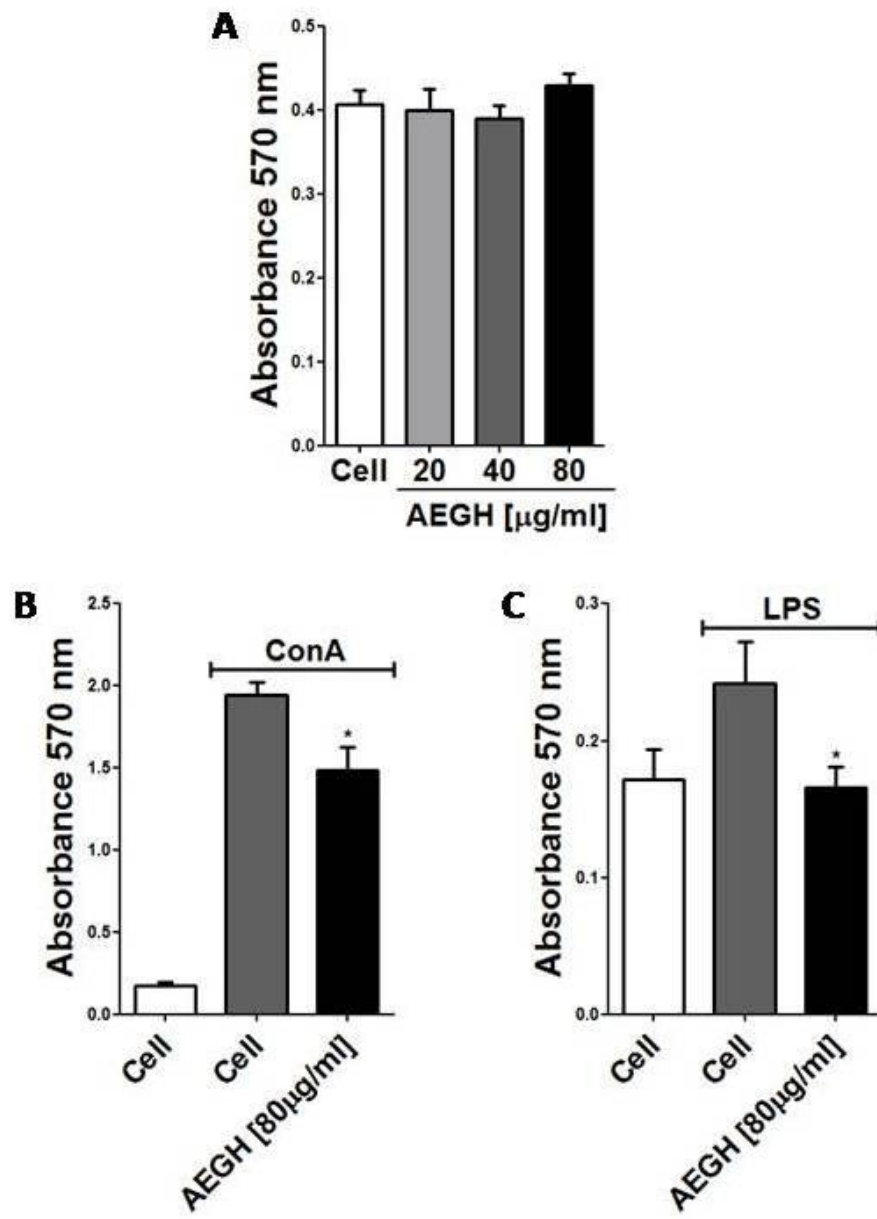 A
Absorbance 570 nm
0.5
0.4
0.3
0.2
0.1
0.0
Cell 20 40 80
AEGH [μg/ml]
B
Absorbance 570 nm
2.5
2.0
1.5
1.0
0.5
0.0
ConA
*
Cell
Cell
AEGH [80μg/ml]
C
Absorbance 570 nm
0.3
0.2
0.1
0.0
LPS
*
Cell
Cell
AEGH [80μg/ml]